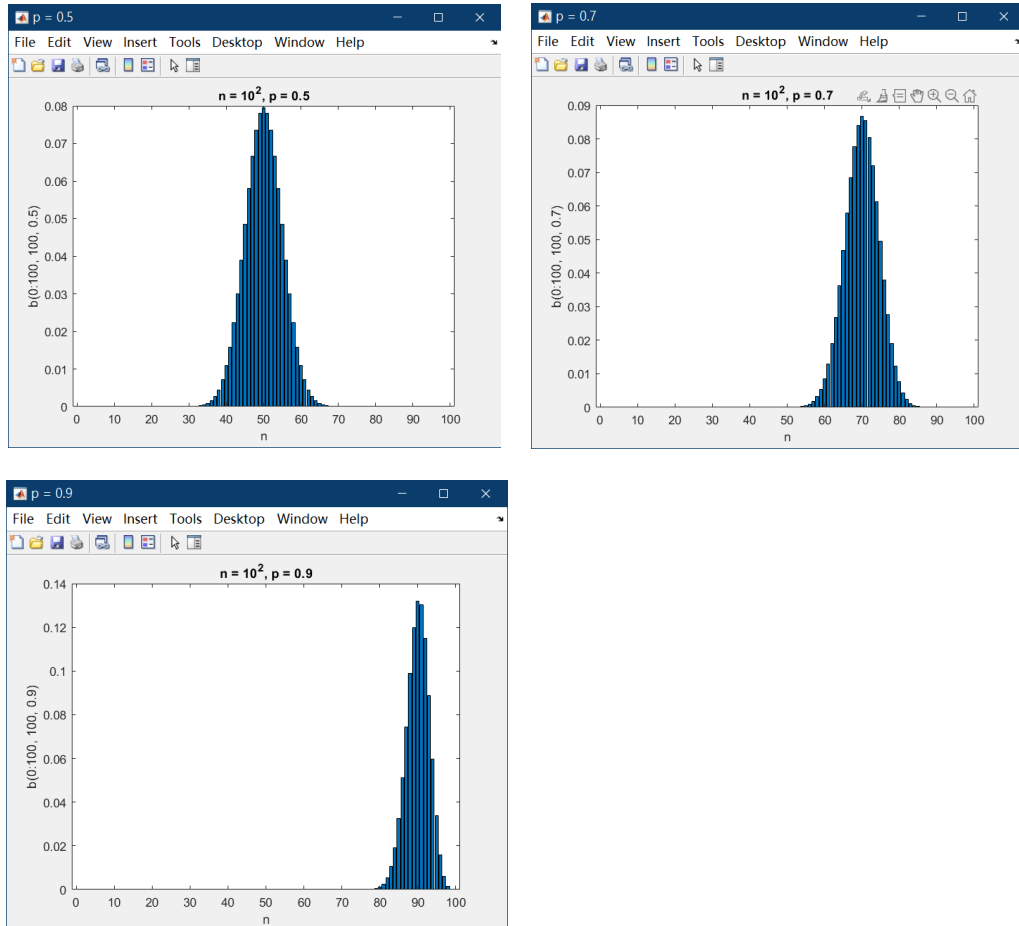 p = 0.5
File Edit View Insert Tools Desktop Window Help
n = 10², p = 0.5
b(0:100, 100, 0.5)
0.08
0.07
0.06
0.05
0.04
0.03
0.02
0.01
0
0 10 20 30 40 50 60 70 80 90 100
n
p = 0.7
File Edit View Insert Tools Desktop Window Help
n = 10², p = 0.7
b(0:100, 100, 0.7)
0.09
0.08
0.07
0.06
0.05
0.04
0.03
0.02
0.01
0
0 10 20 30 40 50 60 70 80 90 100
n
p = 0.9
File Edit View Insert Tools Desktop Window Help
n = 10², p = 0.9
b(0:100, 100, 0.9)
0.14
0.12
0.1
0.08
0.06
0.04
0.02
0
0 10 20 30 40 50 60 70 80 90 100
n